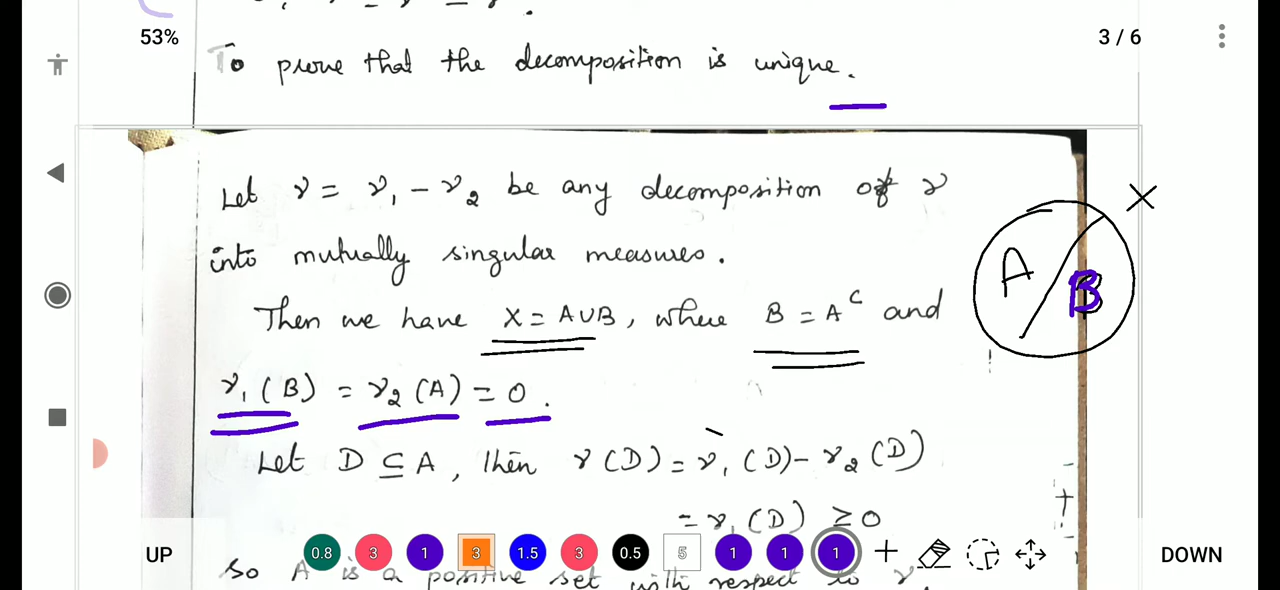 53%
3 / 6
To prove that the decomposition is unique.
Let ν = ν₁ - ν₂ be any decomposition of ν
into mutually singular measures.
Then we have X = A∪B, where B = Aᶜ and
ν₁(B) = ν₂(A) = 0.
Let D ⊆ A, then ν(D) = ν₁(D) - ν₂(D)
= ν₁(D) ≥ 0
So A is a positive set with respect to ν.
A
B
X
UP
0.8 3 1 3 1.5 3 0.5 5 1 1 1
DOWN